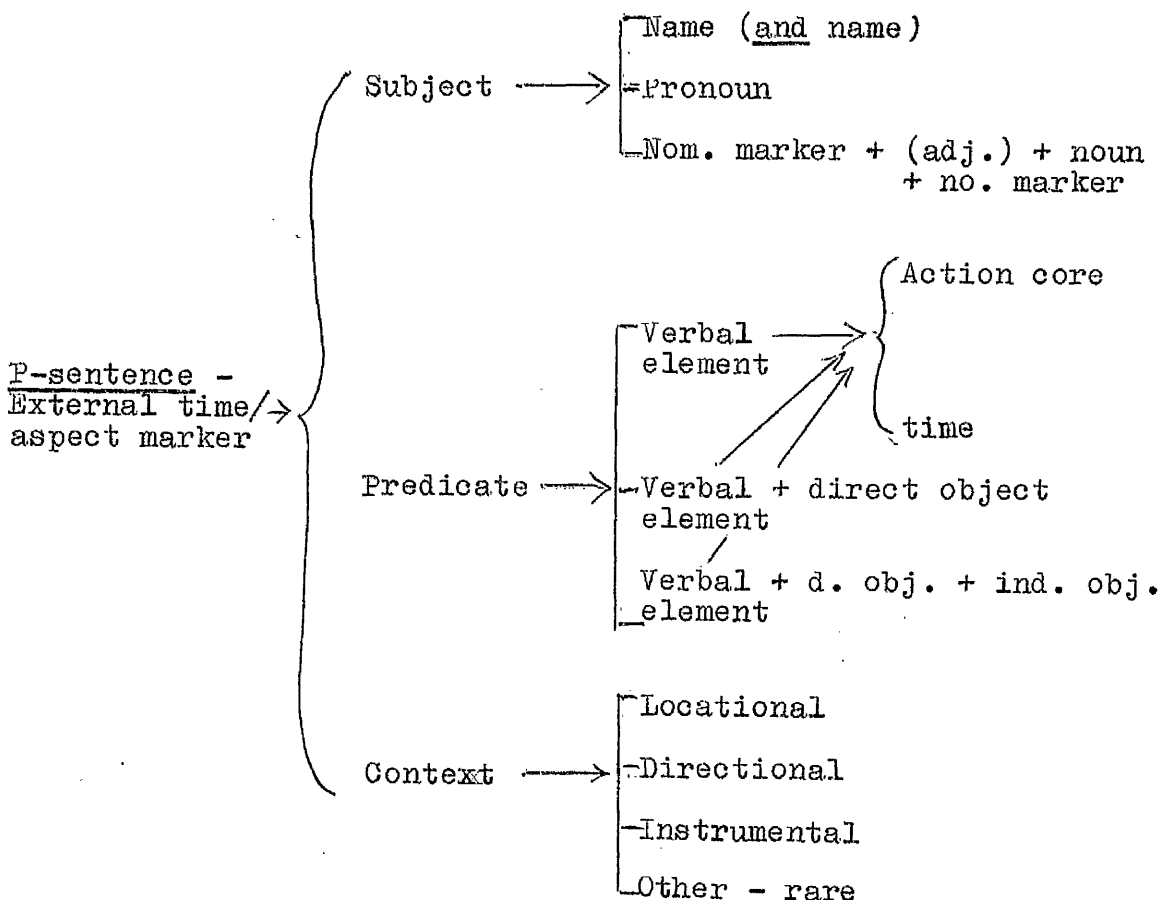 Name (and name)
Subject
Pronoun
Nom. marker + (adj.) + noun
+ no. marker
Action core
Verbal
element
P-sentence -
External time/
aspect marker
time
Predicate
Verbal + direct object
element
Verbal + d. obj. + ind. obj.
element
Locational
Context
Directional
Instrumental
Other - rare